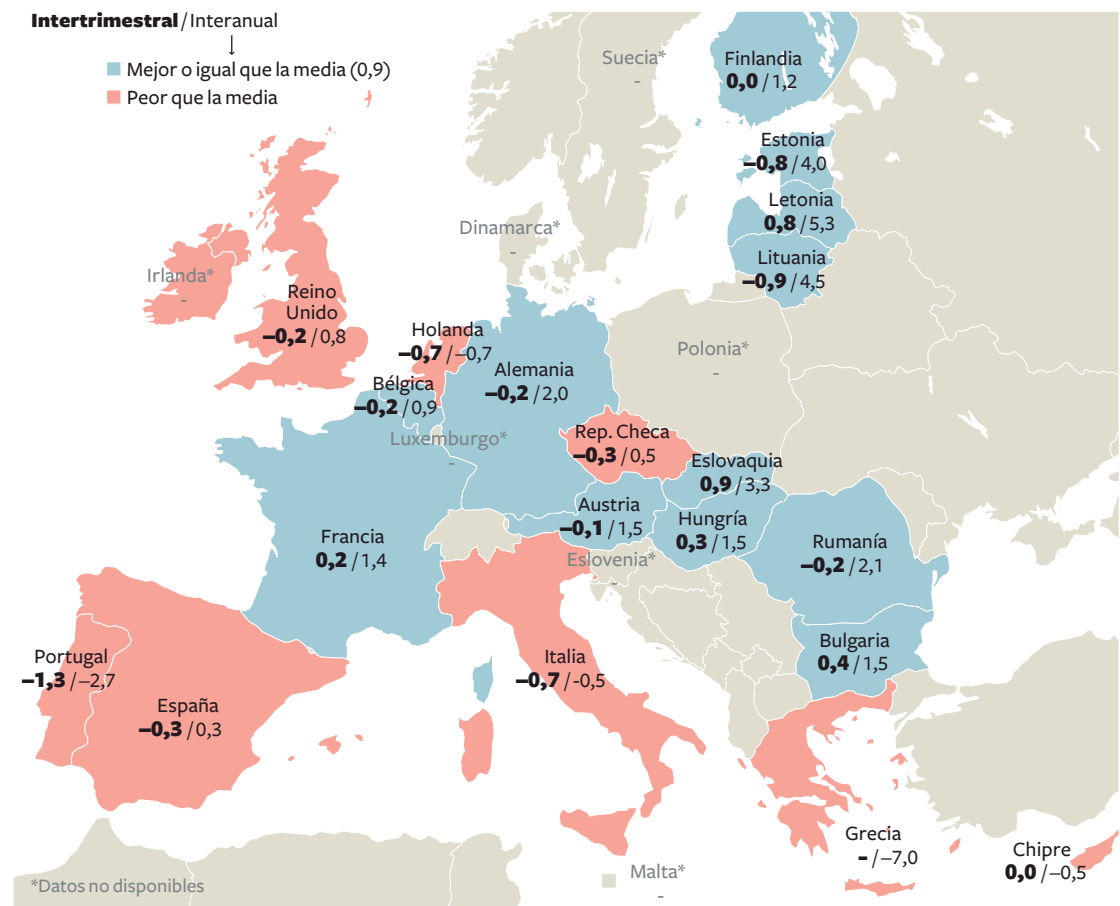 Intertrimestral / Interanual
Mejor o igual que la media (0,9)
Peor que la media
Suecia*
-
Finlandia
0,0 / 1,2
Estonia
–0,8 / 4,0
Letonia
0,8 / 5,3
Lituania
–0,9 / 4,5
Dinamarca*
-
Irlanda*
-
Reino
Unido
–0,2 / 0,8
Holanda
–0,7 / –0,7
Polonia*
-
Bélgica
–0,2 / 0,9
Alemania
–0,2 / 2,0
Luxemburgo*
-
Rep. Checa
–0,3 / 0,5
Eslovaquia
0,9 / 3,3
Austria
–0,1 / 1,5
Hungría
0,3 / 1,5
Francia
0,2 / 1,4
Eslovenia*
-
Rumanía
–0,2 / 2,1
Bulgaria
0,4 / 1,5
Portugal
–1,3 / –2,7
España
–0,3 / 0,3
Italia
–0,7 / -0,5
Grecia
- / –7,0
Chipre
0,0 / –0,5
Malta*
-
*Datos no disponibles